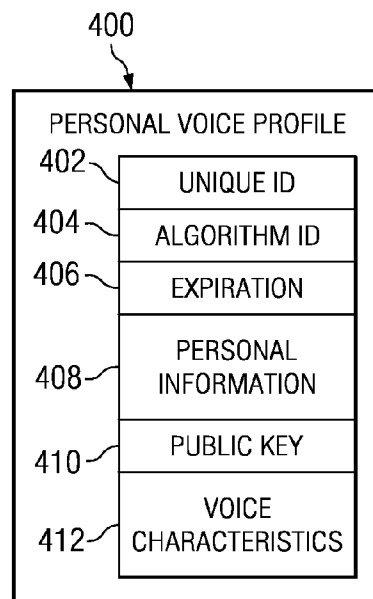 400
PERSONAL VOICE PROFILE
402
UNIQUE ID
404
ALGORITHM ID
406
EXPIRATION
408
PERSONAL
INFORMATION
410
PUBLIC KEY
412
VOICE
CHARACTERISTICS